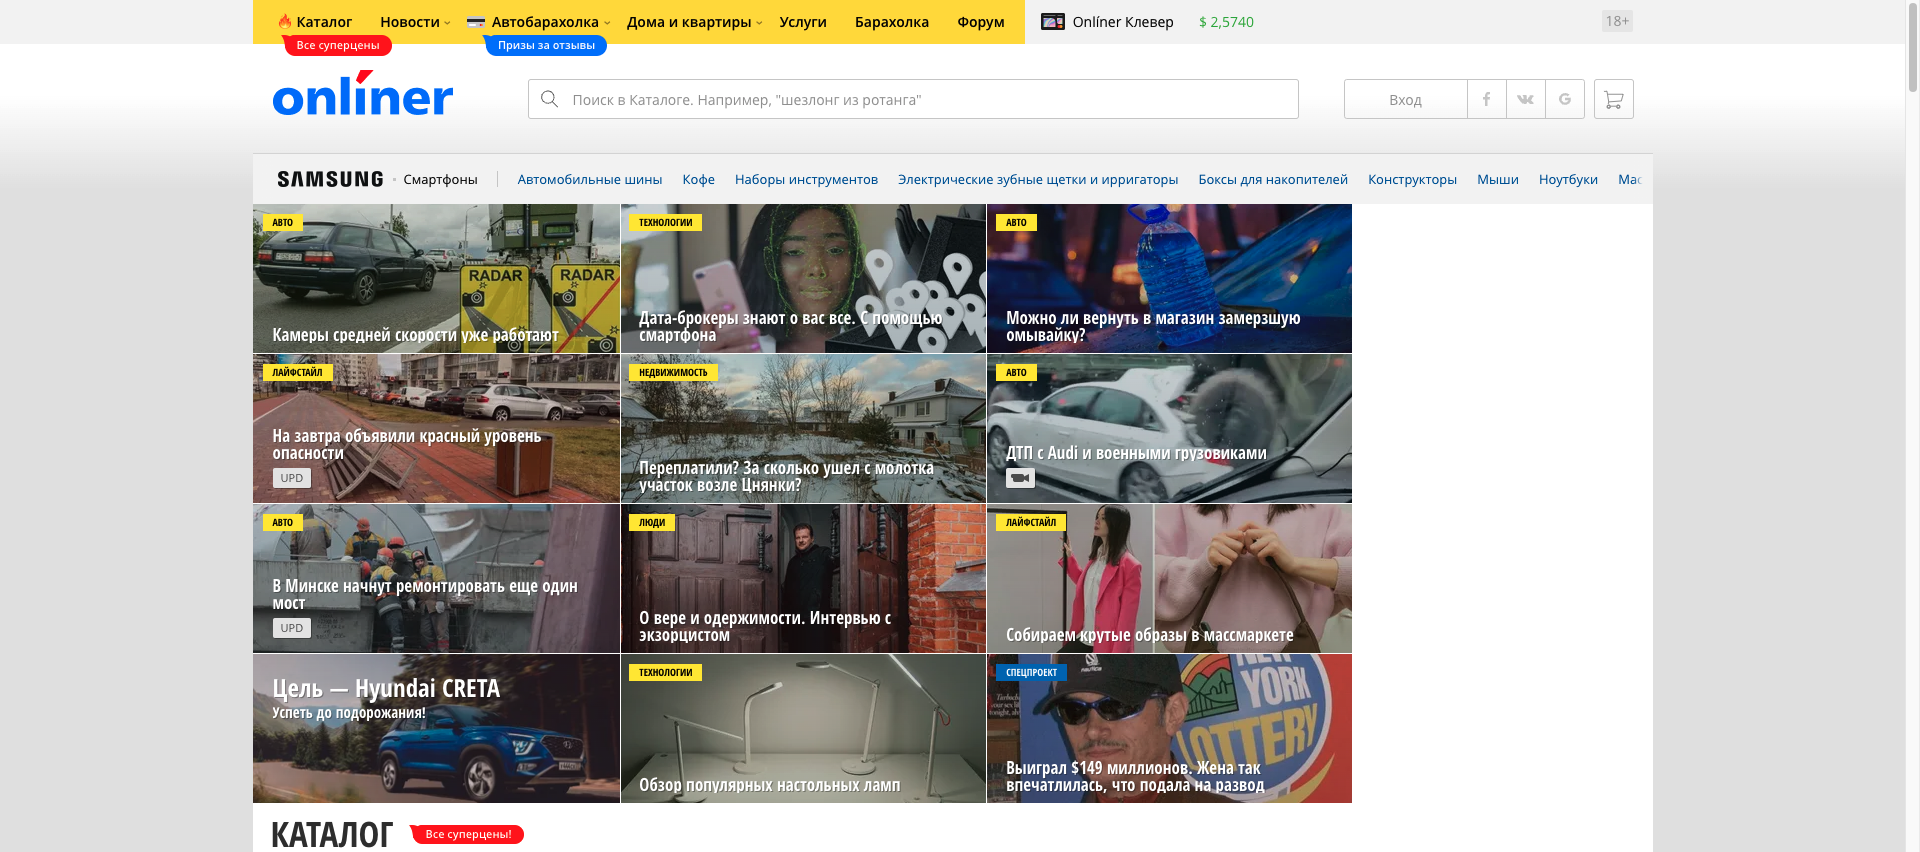 Каталог Новости Автобарахолка Дома и квартиры Услуги Барахолка Форум Onlíner Клевер $ 2,5740 18+
Все суперцены Призы за отзывы
onlíner
Поиск в Каталоге. Например, "шезлонг из ротанга"
Вход
SAMSUNG Смартфоны Автомобильные шины Кофе Наборы инструментов Электрические зубные щетки и ирригаторы Боксы для накопителей Конструкторы Мыши Ноутбуки Мас
АВТО
RADAR RADAR
Камеры средней скорости уже работают
ТЕХНОЛОГИИ
Дата-брокеры знают о вас все. С помощью
смартфона
АВТО
Можно ли вернуть в магазин замерзшую
омывайку?
ЛАЙФСТАЙЛ
На завтра объявили красный уровень
опасности
UPD
НЕДВИЖИМОСТЬ
Переплатили? За сколько ушел с молотка
участок возле Цнянки?
АВТО
ДТП с Audi и военными грузовиками
АВТО
В Минске начнут ремонтировать еще один
мост
UPD
ЛЮДИ
О вере и одержимости. Интервью с
экзорцистом
ЛАЙФСТАЙЛ
Собираем крутые образы в массмаркете
Цель — Hyundai CRETA
Успеть до подорожания!
ТЕХНОЛОГИИ
Обзор популярных настольных ламп
СПЕЦПРОЕКТ
NEW
YORK
LOTTERY
Выиграл $149 миллионов. Жена так
впечатлилась, что подала на развод
КАТАЛОГ Все суперцены!